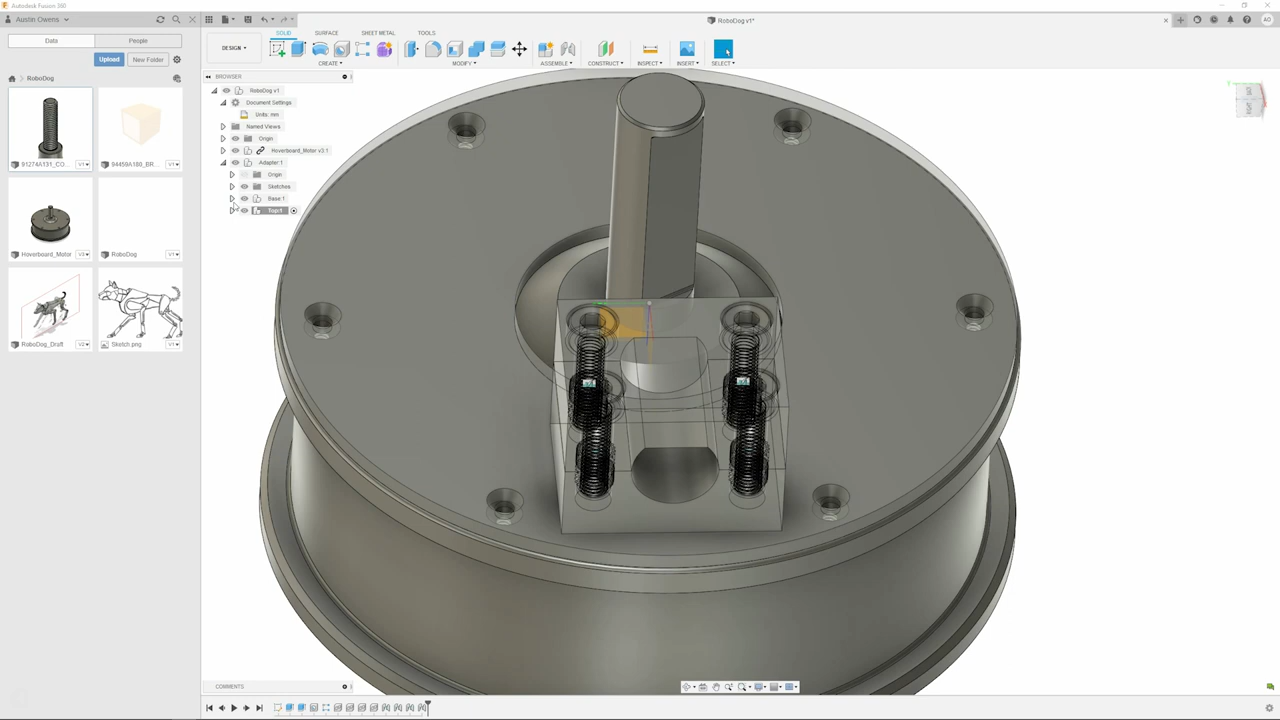 Autodesk Fusion 360
Austin Owens
RoboDog v1*
AO
Data
People
Upload
New Folder
RoboDog
91274A131_CO...
V1
94459A180_BR...
V1
Hoverboard_Motor
V3
RoboDog
V1
RoboDog_Draft
V2
Sketch.png
V1
DESIGN
SOLID
SURFACE
SHEET METAL
TOOLS
CREATE
MODIFY
ASSEMBLE
CONSTRUCT
INSPECT
INSERT
SELECT
BROWSER
RoboDog v1
Document Settings
Units: mm
Named Views
Origin
Hoverboard_Motor v3:1
Adapter:1
Origin
Sketches
Base:1
Top:1
COMMENTS